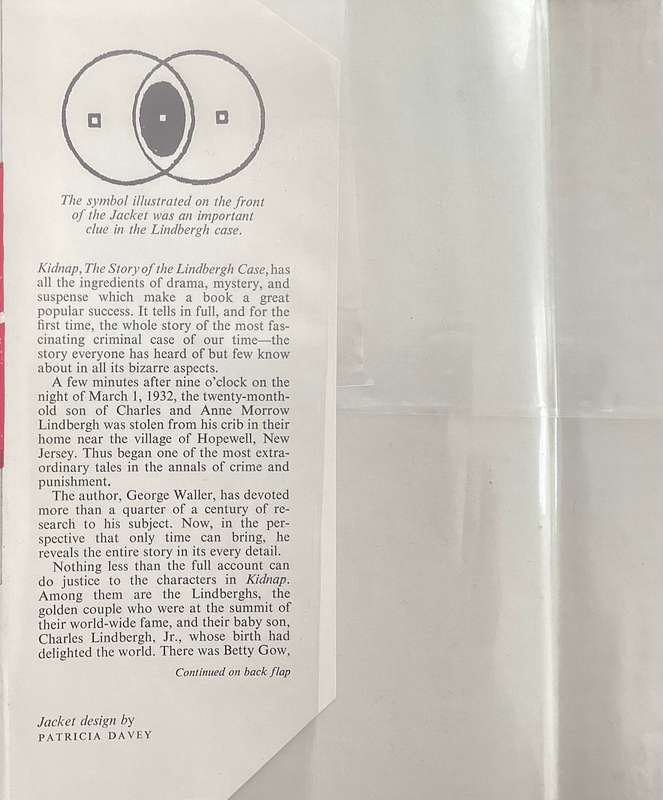 The symbol illustrated on the front
of the Jacket was an important
clue in the Lindbergh case.
Kidnap, The Story of the Lindbergh Case, has
all the ingredients of drama, mystery, and
suspense which make a book a great
popular success. It tells in full, and for the
first time, the whole story of the most fas-
cinating criminal case of our time—the
story everyone has heard of but few know
about in all its bizarre aspects.
A few minutes after nine o'clock on the
night of March 1, 1932, the twenty-month-
old son of Charles and Anne Morrow
Lindbergh was stolen from his crib in their
home near the village of Hopewell, New
Jersey. Thus began one of the most extra-
ordinary tales in the annals of crime and
punishment.
The author, George Waller, has devoted
more than a quarter of a century of re-
search to his subject. Now, in the per-
spective that only time can bring, he
reveals the entire story in its every detail.
Nothing less than the full account can
do justice to the characters in Kidnap.
Among them are the Lindberghs, the
golden couple who were at the summit of
their world-wide fame, and their baby son,
Charles Lindbergh, Jr., whose birth had
delighted the world. There was Betty Gow,
Continued on back flap
Jacket design by
PATRICIA DAVEY